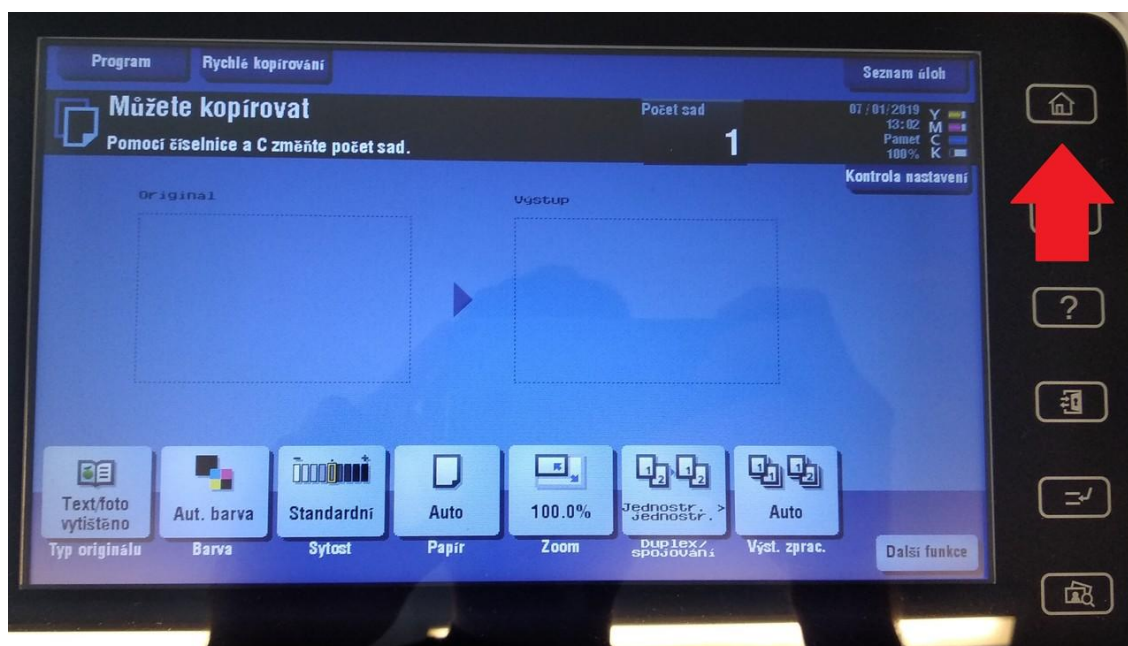 Program
Rychlé kopírování
Seznam úloh
Můžete kopírovat
Pomocí číselnice a C změňte počet sad.
Počet sad
1
07/01/2019
13:02
Pamet
100%
Y
M
C
K
Kontrola nastavení
Original
Výstup
?
Text/foto
vytištěno
Aut. barva
Standardní
Auto
100.0%
Jednostr. >
jednostr.
Auto
Typ originálu
Barva
Sytost
Papír
Zoom
Duplex/
spojování
Výst. zprac.
Další funkce